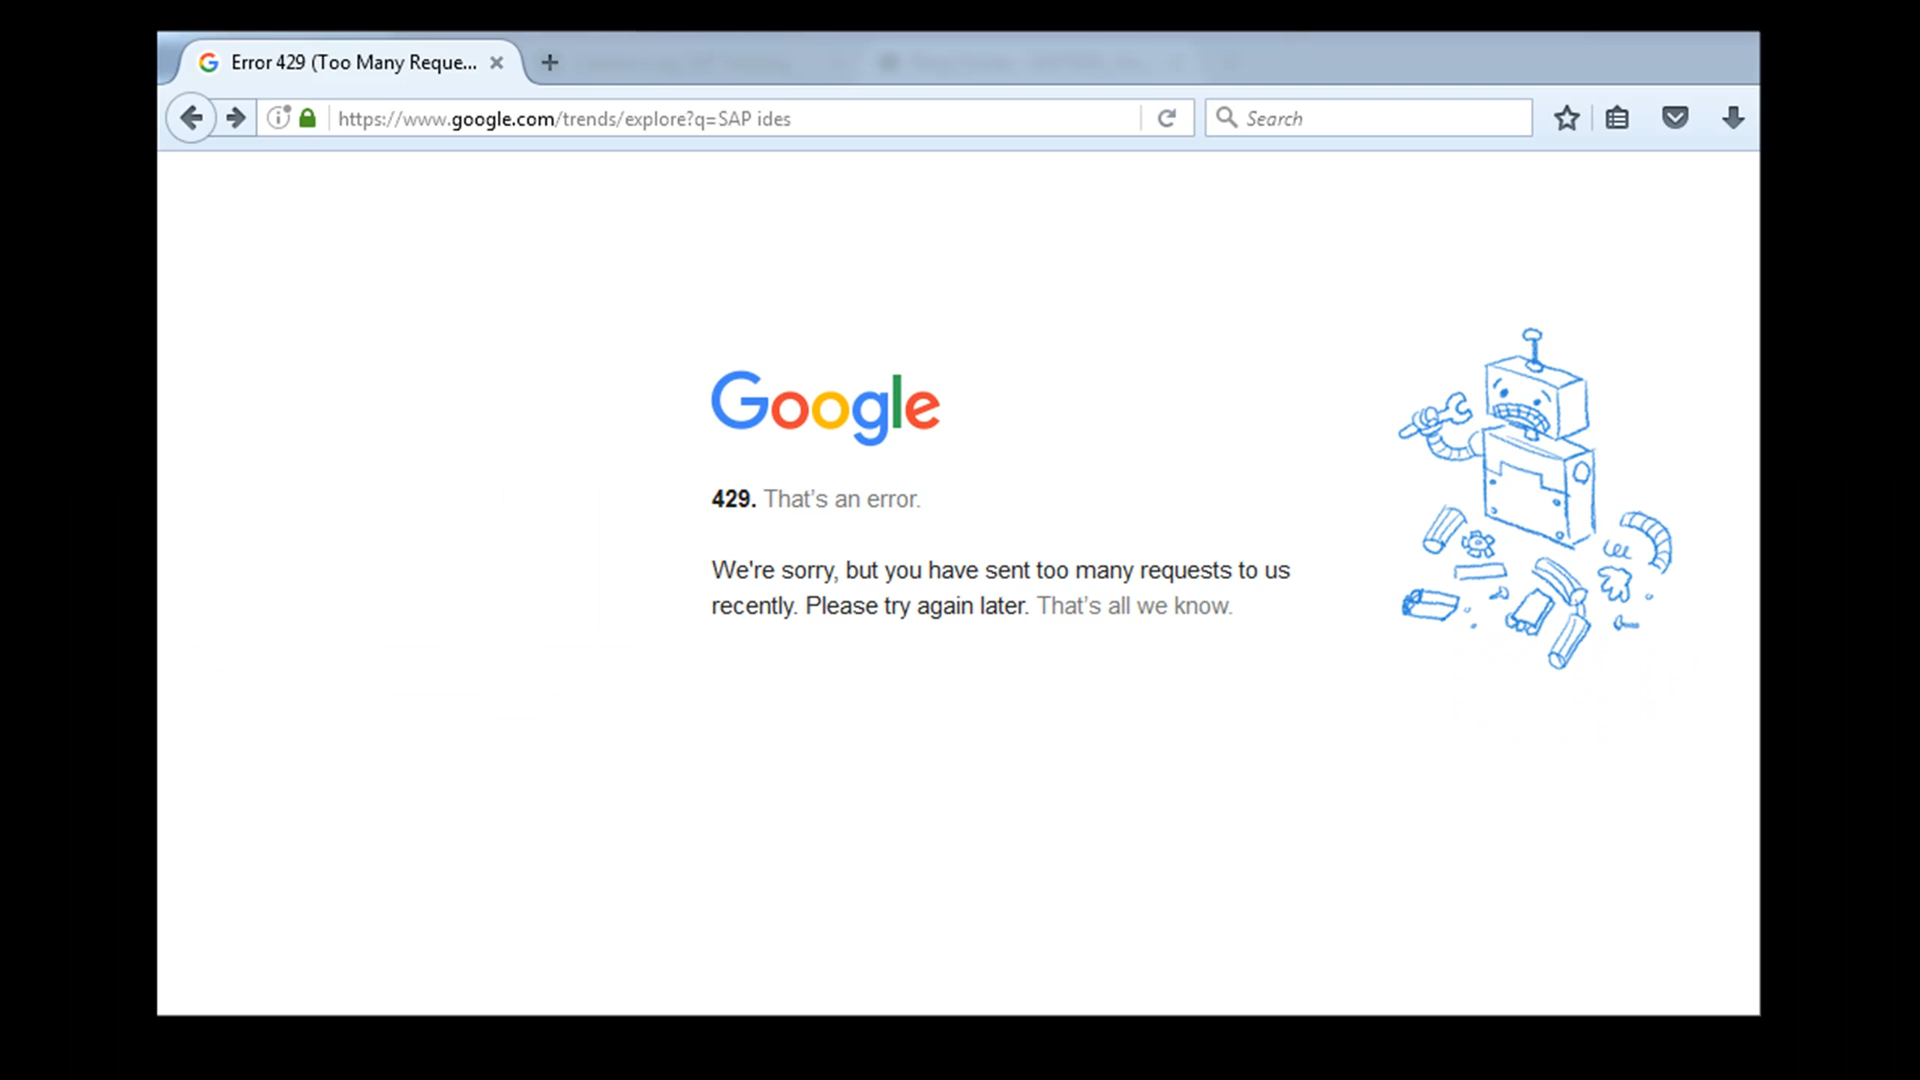 Error 429 (Too Many Reque...
https://www.google.com/trends/explore?q=SAP ides
Search
Google
429. That's an error.
We're sorry, but you have sent too many requests to us
recently. Please try again later. That's all we know.